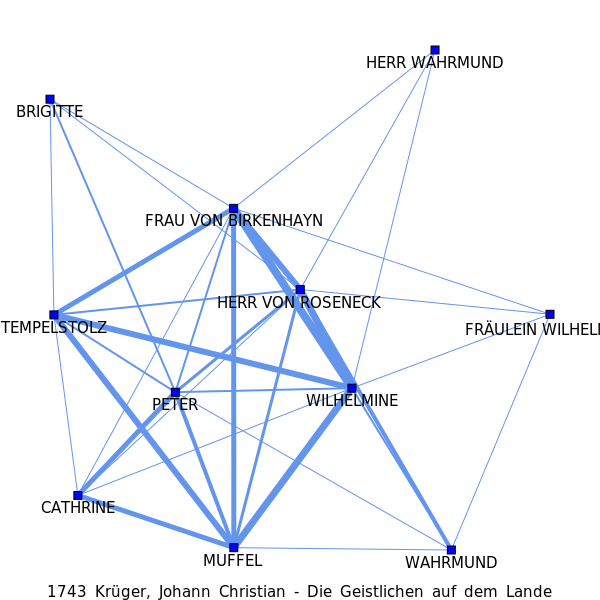 HERR WAHRMUND
BRIGITTE
FRAU VON BIRKENHAYN
HERR VON ROSENECK
TEMPELSTOLZ
FRÄULEIN WILHELI
WILHELMINE
PETER
CATHRINE
MUFFEL
WAHRMUND
1743 Krüger, Johann Christian - Die Geistlichen auf dem Lande